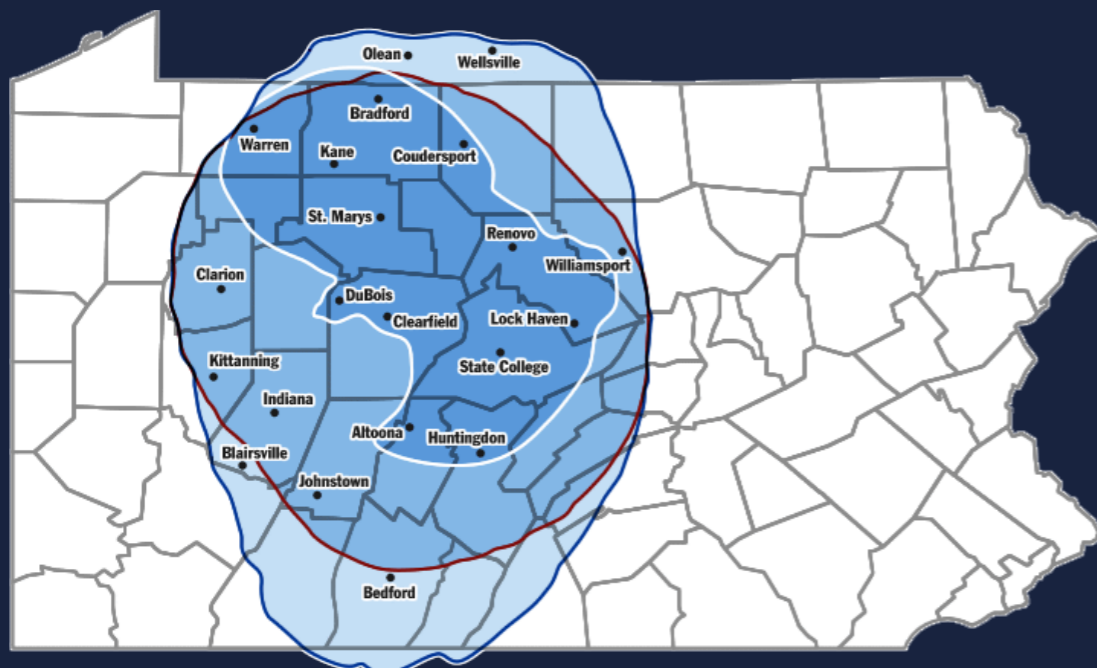 Olean
Wellsville
Bradford
Warren
Kane
Coudersport
St. Marys
Renovo
Williamsport
Clarion
DuBois
Clearfield
Lock Haven
Kittanning
State College
Indiana
Altoona
Huntingdon
Blairsville
Johnstown
Bedford